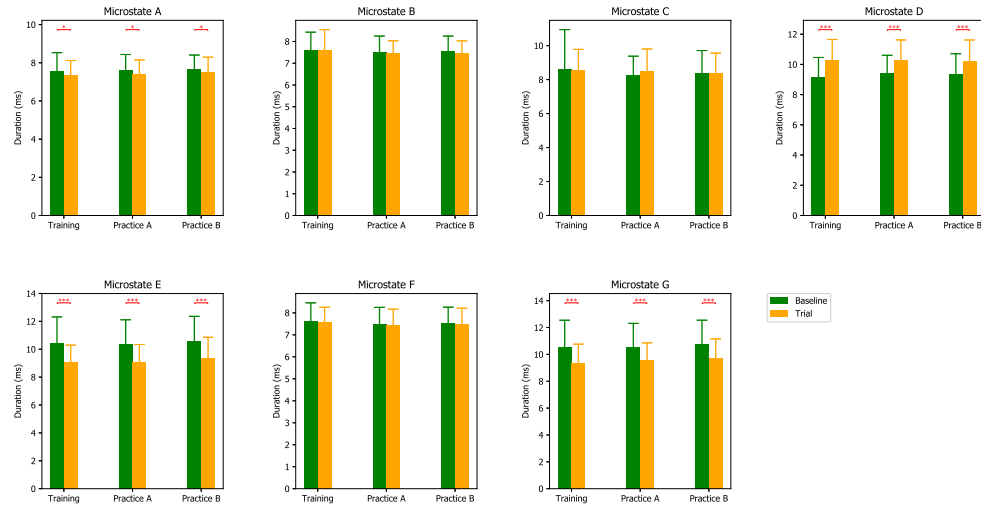 Microstate A
Duration (ms)
10
8
6
4
2
0
* * *
Training Practice A Practice B
Microstate B
Duration (ms)
8
7
6
5
4
3
2
1
0
Training Practice A Practice B
Microstate C
Duration (ms)
10
8
6
4
2
0
Training Practice A Practice B
Microstate D
Duration (ms)
12
10
8
6
4
2
0
*** *** ***
Training Practice A Practice B
Microstate E
Duration (ms)
14
12
10
8
6
4
2
0
*** *** ***
Training Practice A Practice B
Microstate F
Duration (ms)
8
7
6
5
4
3
2
1
0
Training Practice A Practice B
Microstate G
Duration (ms)
14
12
10
8
6
4
2
0
*** *** ***
Training Practice A Practice B
Baseline
Trial